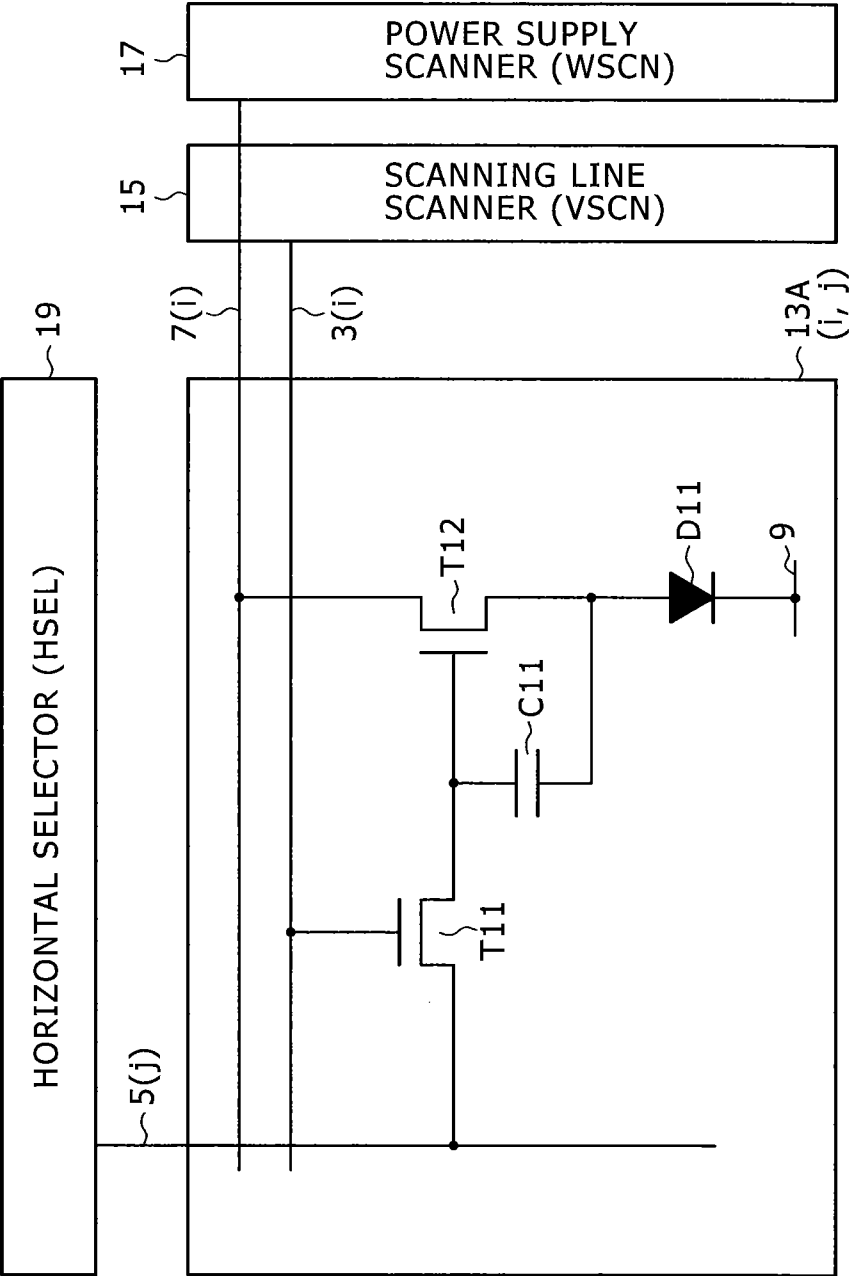 17
POWER SUPPLY
SCANNER (WSCN)
15
SCANNING LINE
SCANNER (VSCN)
19
7(i)
3(i)
13A
(i, j)
HORIZONTAL SELECTOR (HSEL)
T12
D11
9
C11
T11
5(j)